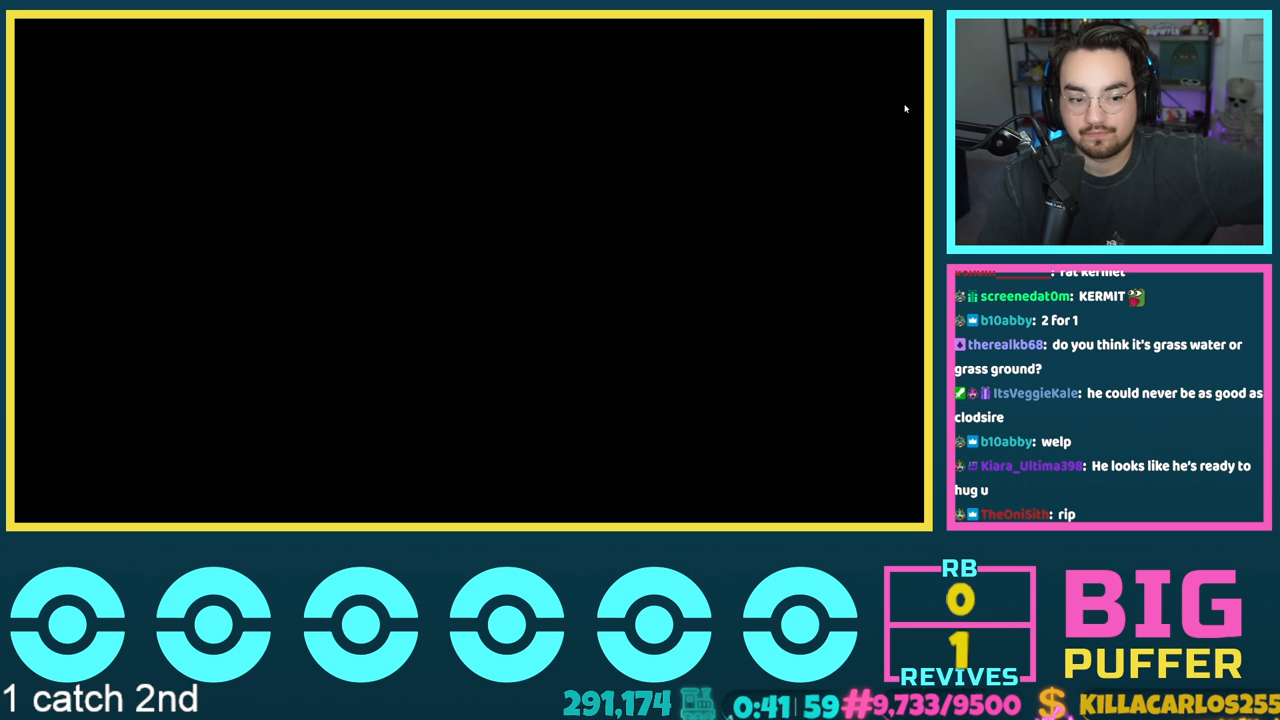 : fat kermit
screenedat0m: KERMIT
b10abby: 2 for 1
therealkb68: do you think it's grass water or
grass ground?
ItsVeggieKale: he could never be as good as
clodsire
b10abby: welp
Kiara_Ultima398: He looks like he's ready to
hug u
TheOniSith: rip
RB
0
1
REVIVES
BIG
PUFFER
1 catch 2nd
291,174
0:41 59
#9,733/9500
$ KILLACARLOS255